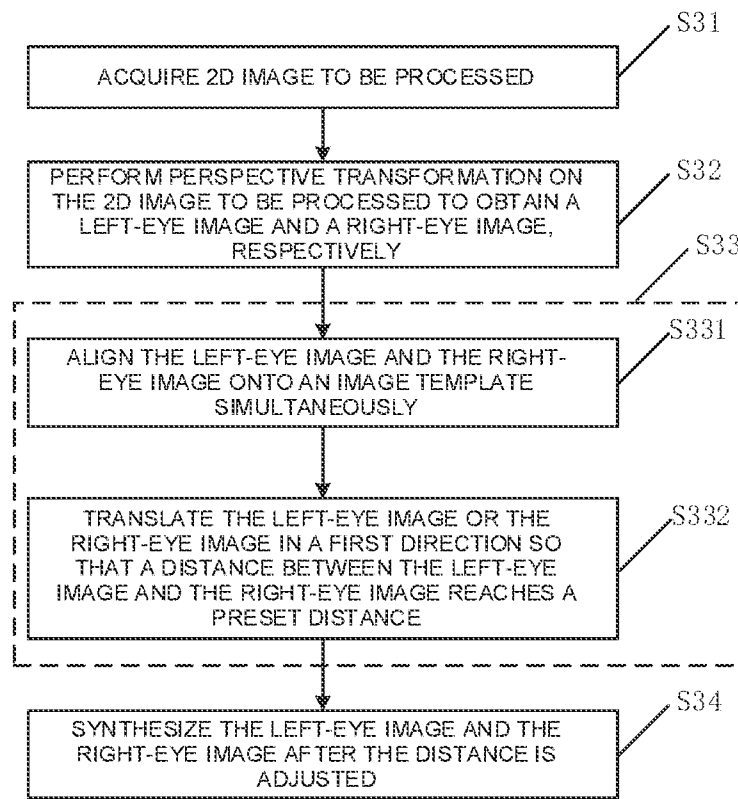 S31
ACQUIRE 2D IMAGE TO BE PROCESSED
S32
PERFORM PERSPECTIVE TRANSFORMATION ON
THE 2D IMAGE TO BE PROCESSED TO OBTAIN A
LEFT-EYE IMAGE AND A RIGHT-EYE IMAGE,
RESPECTIVELY
S33
S331
ALIGN THE LEFT-EYE IMAGE AND THE RIGHT-
EYE IMAGE ONTO AN IMAGE TEMPLATE
SIMULTANEOUSLY
S332
TRANSLATE THE LEFT-EYE IMAGE OR THE
RIGHT-EYE IMAGE IN A FIRST DIRECTION SO
THAT A DISTANCE BETWEEN THE LEFT-EYE
IMAGE AND THE RIGHT-EYE IMAGE REACHES A
PRESET DISTANCE
S34
SYNTHESIZE THE LEFT-EYE IMAGE AND THE
RIGHT-EYE IMAGE AFTER THE DISTANCE IS
ADJUSTED